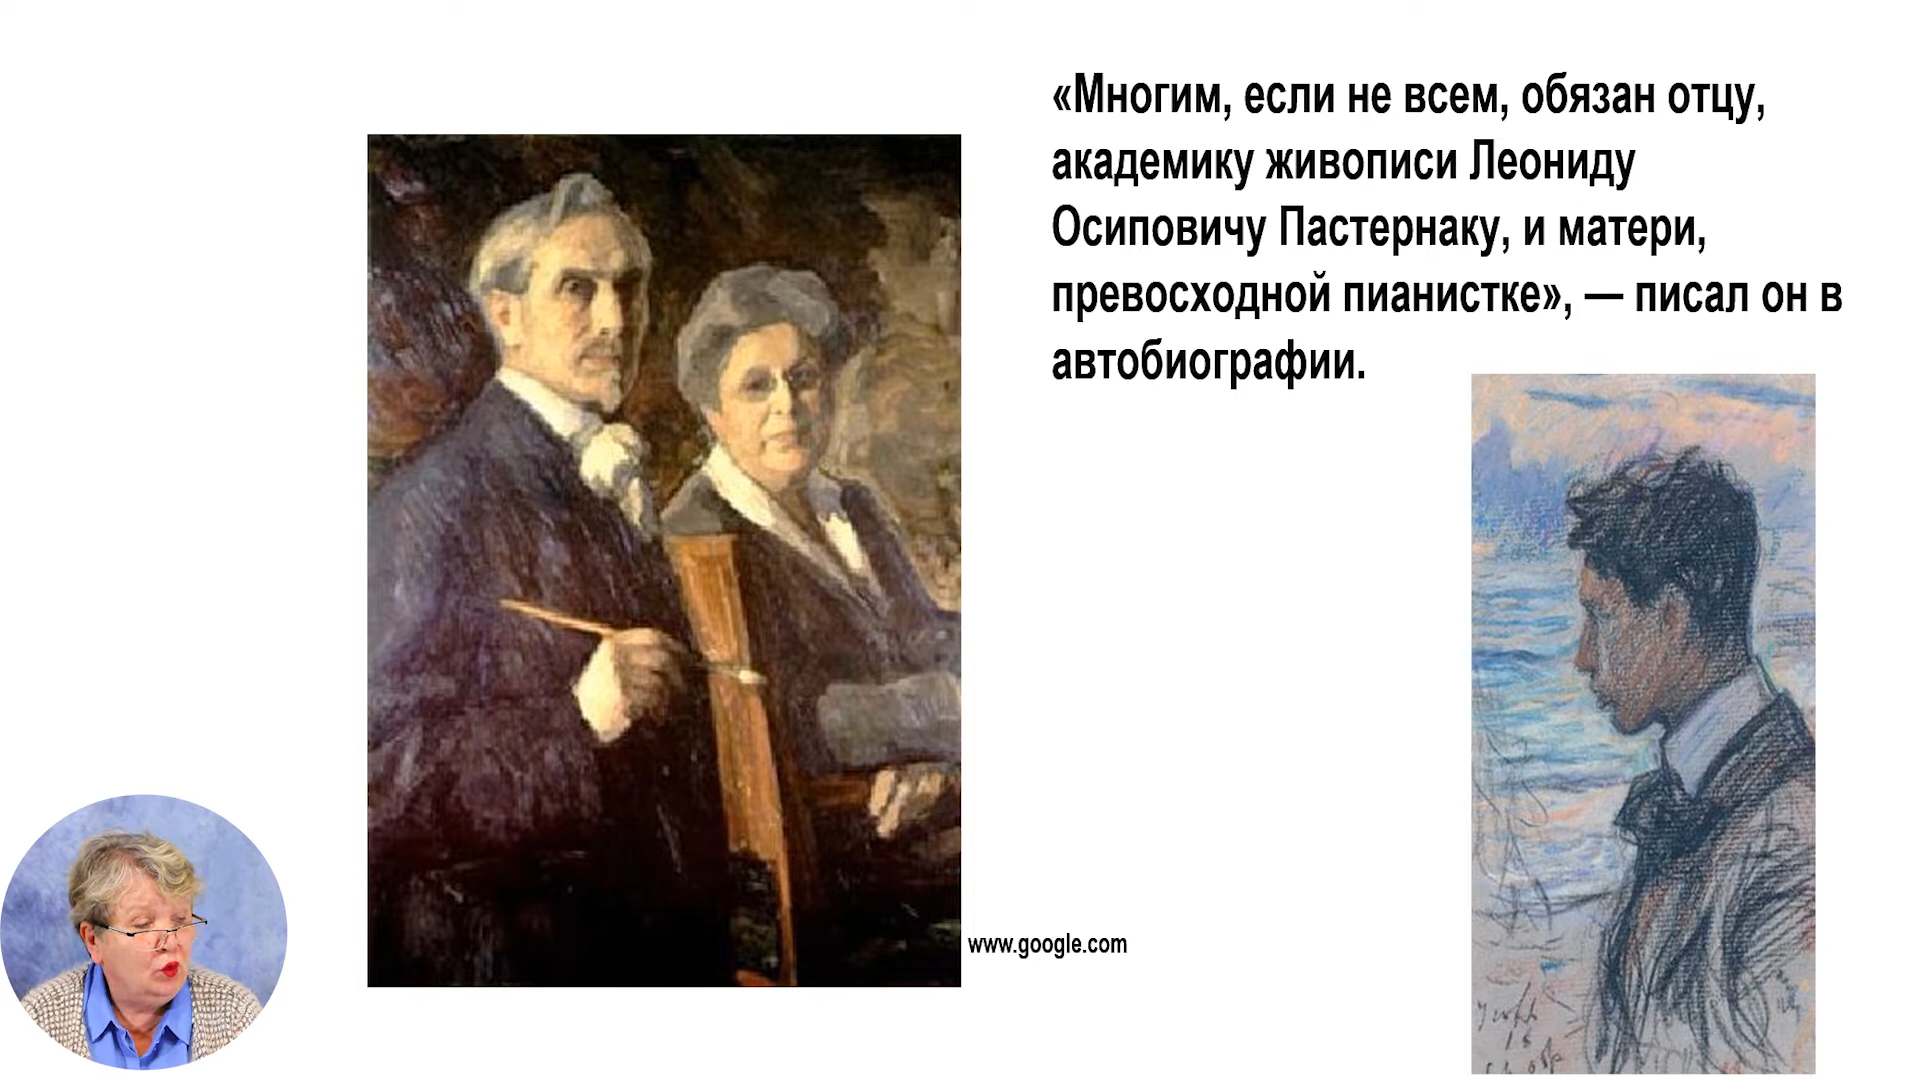 «Многим, если не всем, обязан отцу,
академику живописи Леониду
Осиповичу Пастернаку, и матери,
превосходной пианистке», — писал он в
автобиографии.
www.google.com